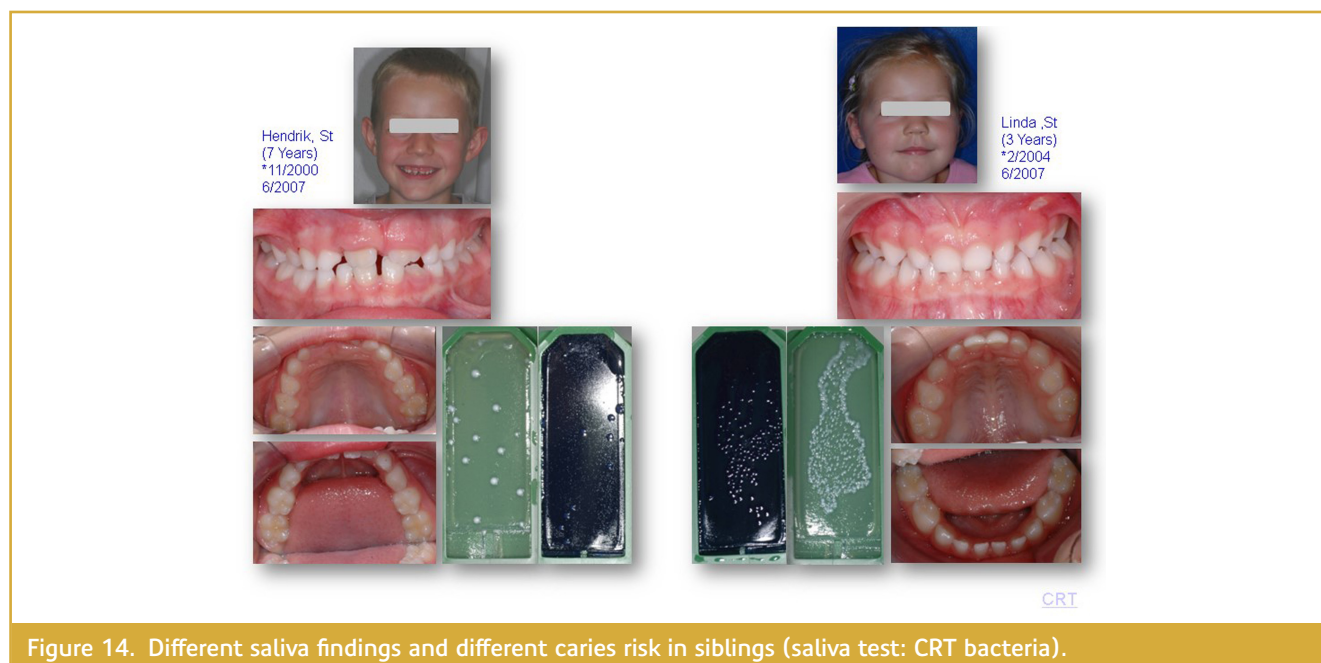 Hendrik, St
(7 Years)
*11/2000
6/2007
Linda ,St
(3 Years)
*2/2004
6/2007
CRT
Figure 14. Different saliva findings and different caries risk in siblings (saliva test: CRT bacteria).